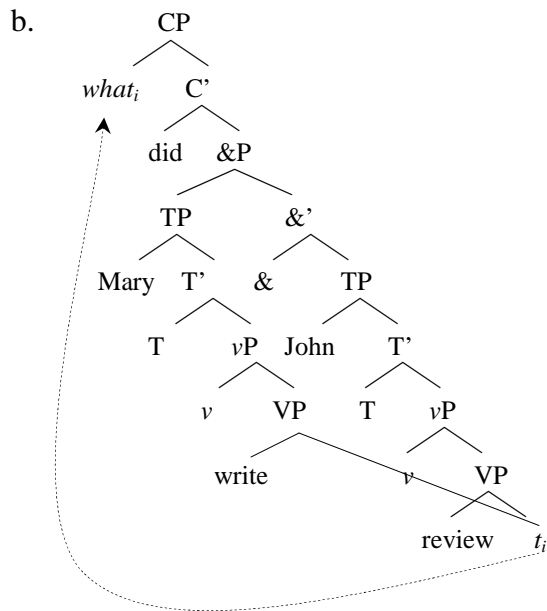 b. CP
what_i C’
did &P
TP &’
Mary T’ & TP
T vP John T’
v VP T vP
write v VP
review t_i